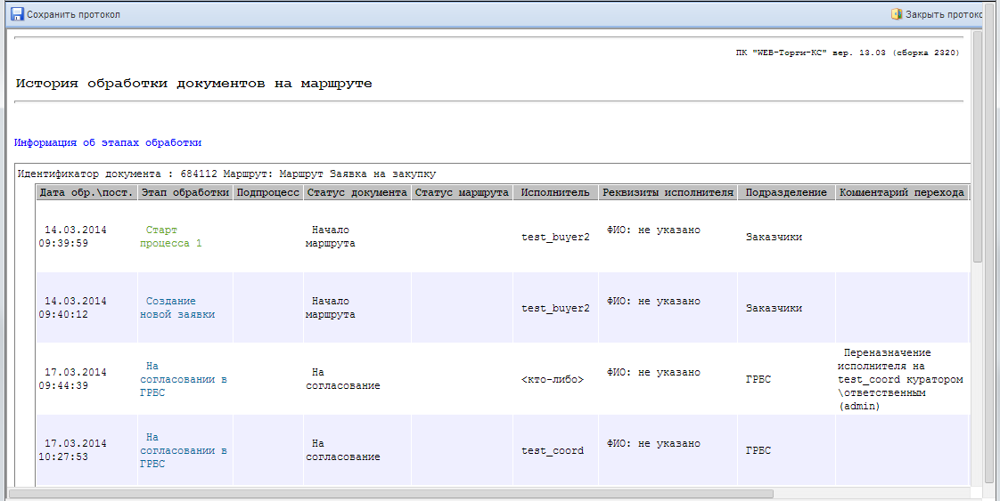 Сохранить протокол
Закрыть проток
ПК "WEB-Торги-КС" вер. 13.03 (сборка 2320)
История обработки документов на маршруте
Информация об этапах обработки
Идентификатор документа : 684112 Маршрут: Маршрут Заявка на закупку
Дата обр.\пост. Этап обработки Подпроцесс Статус документа Статус маршрута Исполнитель Реквизиты исполнителя Подразделение Комментарий перехода
14.03.2014
09:39:59
Старт
процесса 1
Начало
маршрута
test_buyer2
ФИО: не указано
Заказчики
14.03.2014
09:40:12
Создание
новой заявки
Начало
маршрута
test_buyer2
ФИО: не указано
Заказчики
17.03.2014
09:44:39
На
согласовании в
ГРБС
На
согласование
<кто-либо>
ФИО: не указано
ГРБС
Переназначение
исполнителя на
test_coord куратором
\ответственным
(admin)
17.03.2014
10:27:53
На
согласовании в
ГРБС
На
согласование
test_coord
ФИО: не указано
ГРБС